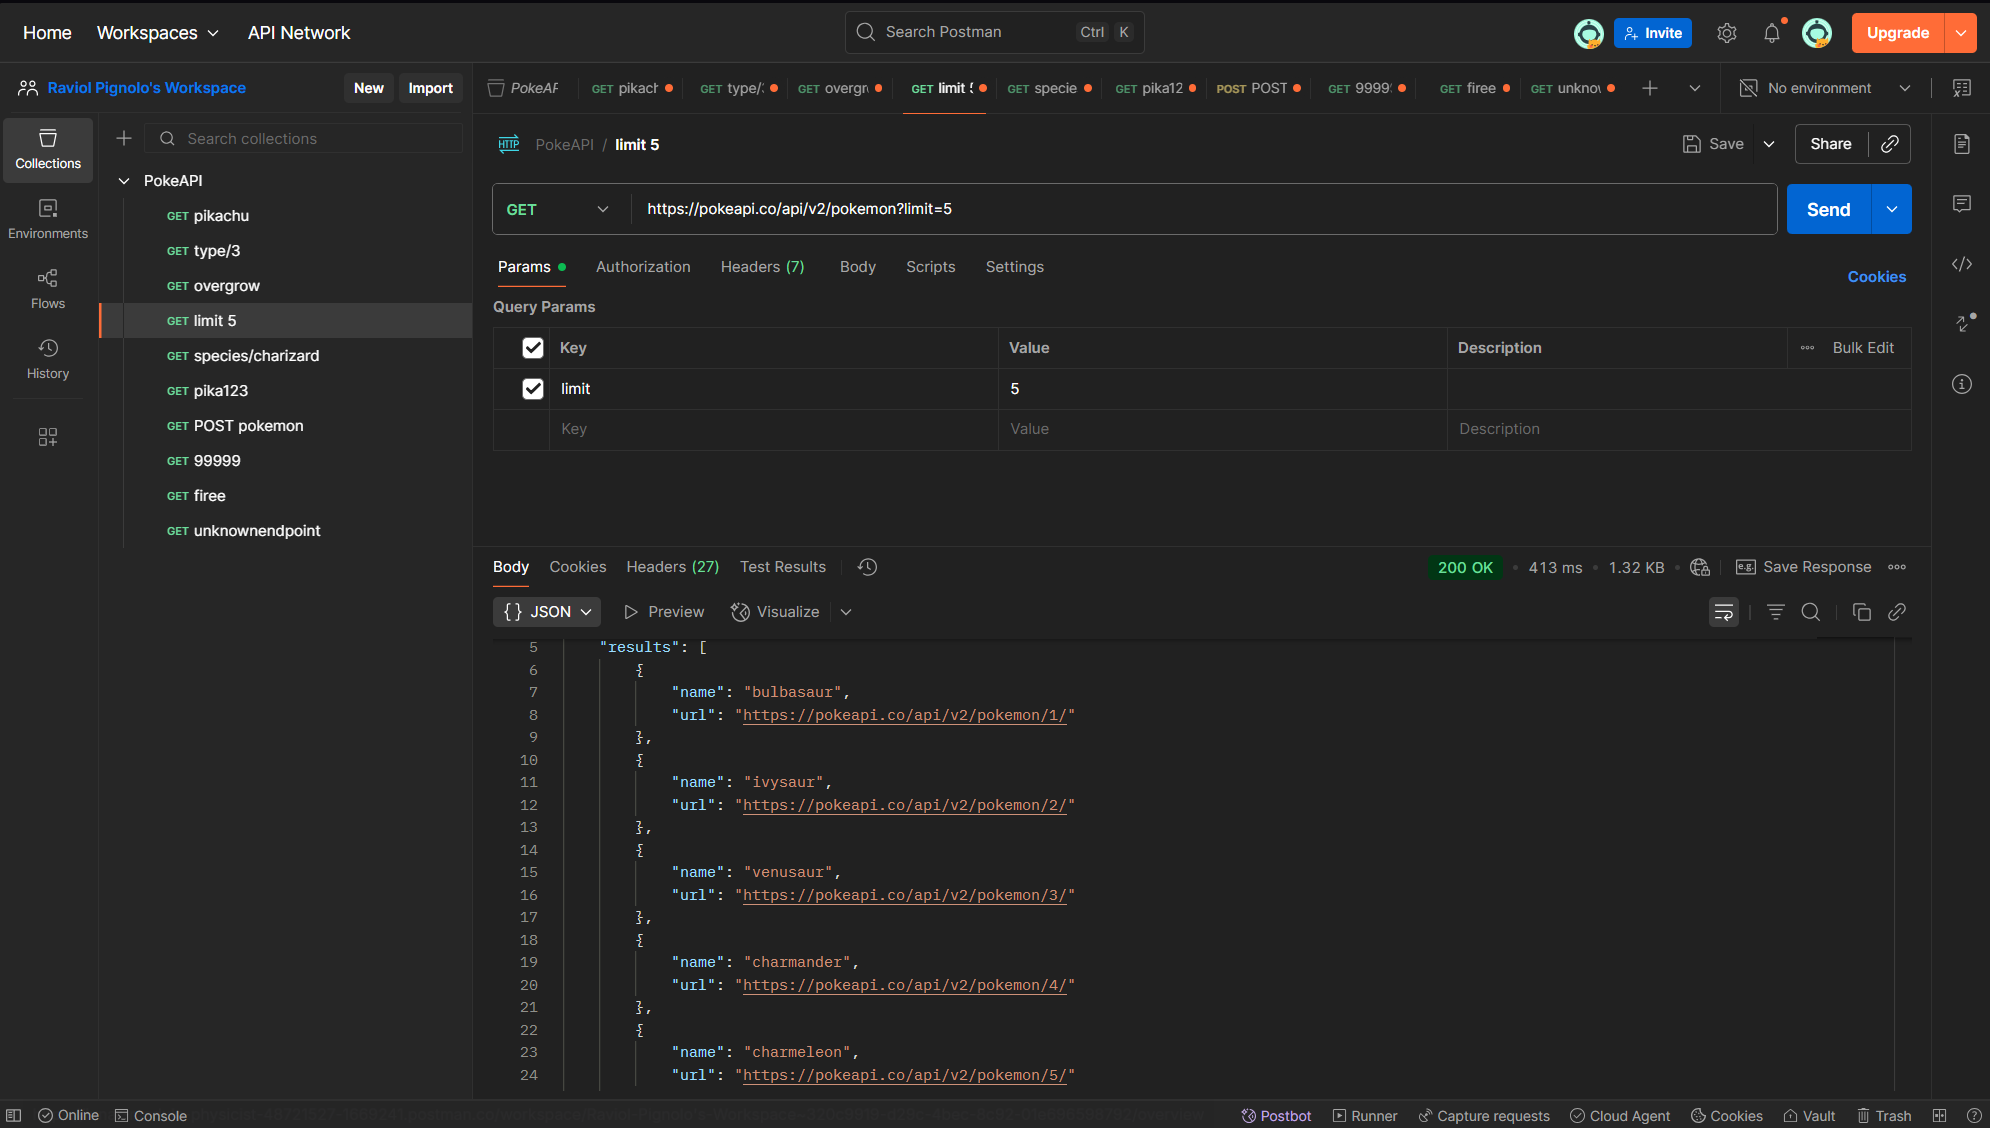 Home Workspaces API Network Search Postman Ctrl K Invite Upgrade
Raviol Pignolo's Workspace New Import PokeAF GET pikach GET type/: GET overgr GET limit 5 GET specie GET pika12 POST POST GET 9999 GET firee GET unknov No environment
Search collections
Collections
Environments
Flows
History
PokeAPI
GET pikachu
GET type/3
GET overgrow
GET limit 5
GET species/charizard
GET pika123
GET POST pokemon
GET 99999
GET firee
GET unknownendpoint
HTTP PokeAPI / limit 5 Save Share
GET https://pokeapi.co/api/v2/pokemon?limit=5 Send
Params Authorization Headers (7) Body Scripts Settings Cookies
Query Params
Key Value Description Bulk Edit
limit 5
Key Value Description
Body Cookies Headers (27) Test Results 200 OK 413 ms 1.32 KB e.g. Save Response
{} JSON Preview Visualize
5 "results": [
6 {
7 "name": "bulbasaur",
8 "url": "https://pokeapi.co/api/v2/pokemon/1/"
9 },
10 {
11 "name": "ivysaur",
12 "url": "https://pokeapi.co/api/v2/pokemon/2/"
13 },
14 {
15 "name": "venusaur",
16 "url": "https://pokeapi.co/api/v2/pokemon/3/"
17 },
18 {
19 "name": "charmander",
20 "url": "https://pokeapi.co/api/v2/pokemon/4/"
21 },
22 {
23 "name": "charmeleon",
24 "url": "https://pokeapi.co/api/v2/pokemon/5/"
Online Console Postbot Runner Capture requests Cloud Agent Cookies Vault Trash